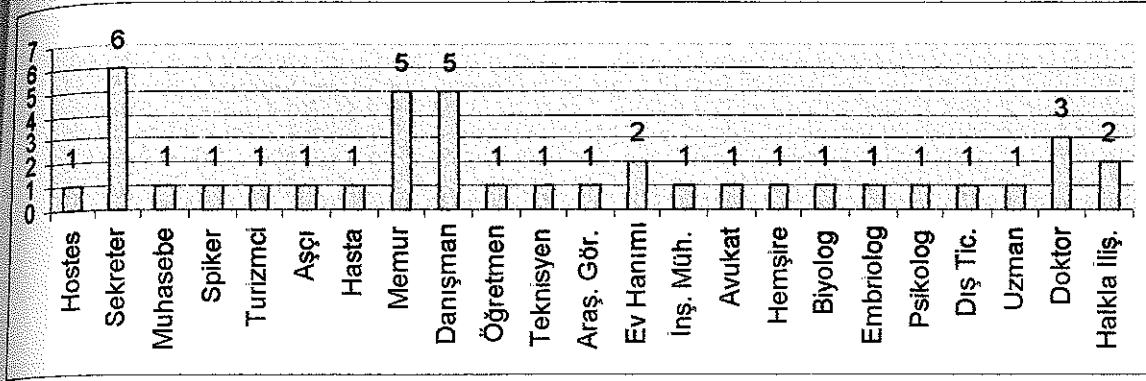 7
6
5
4
3
2
1
0
1 6 1 1 1 1 1 5 5 1 1 1 2 1 1 1 1 1 1 1 1 3 2
Hostes
Sekreter
Muhasebe
Spiker
Turizmci
Aşçı
Hasta
Memur
Danışman
Öğretmen
Teknisyen
Araş. Gör.
Ev Hanımı
İnş. Müh.
Avukat
Hemşire
Biyolog
Embriolog
Psikolog
Dış Tic.
Uzman
Doktor
Halkla İliş.